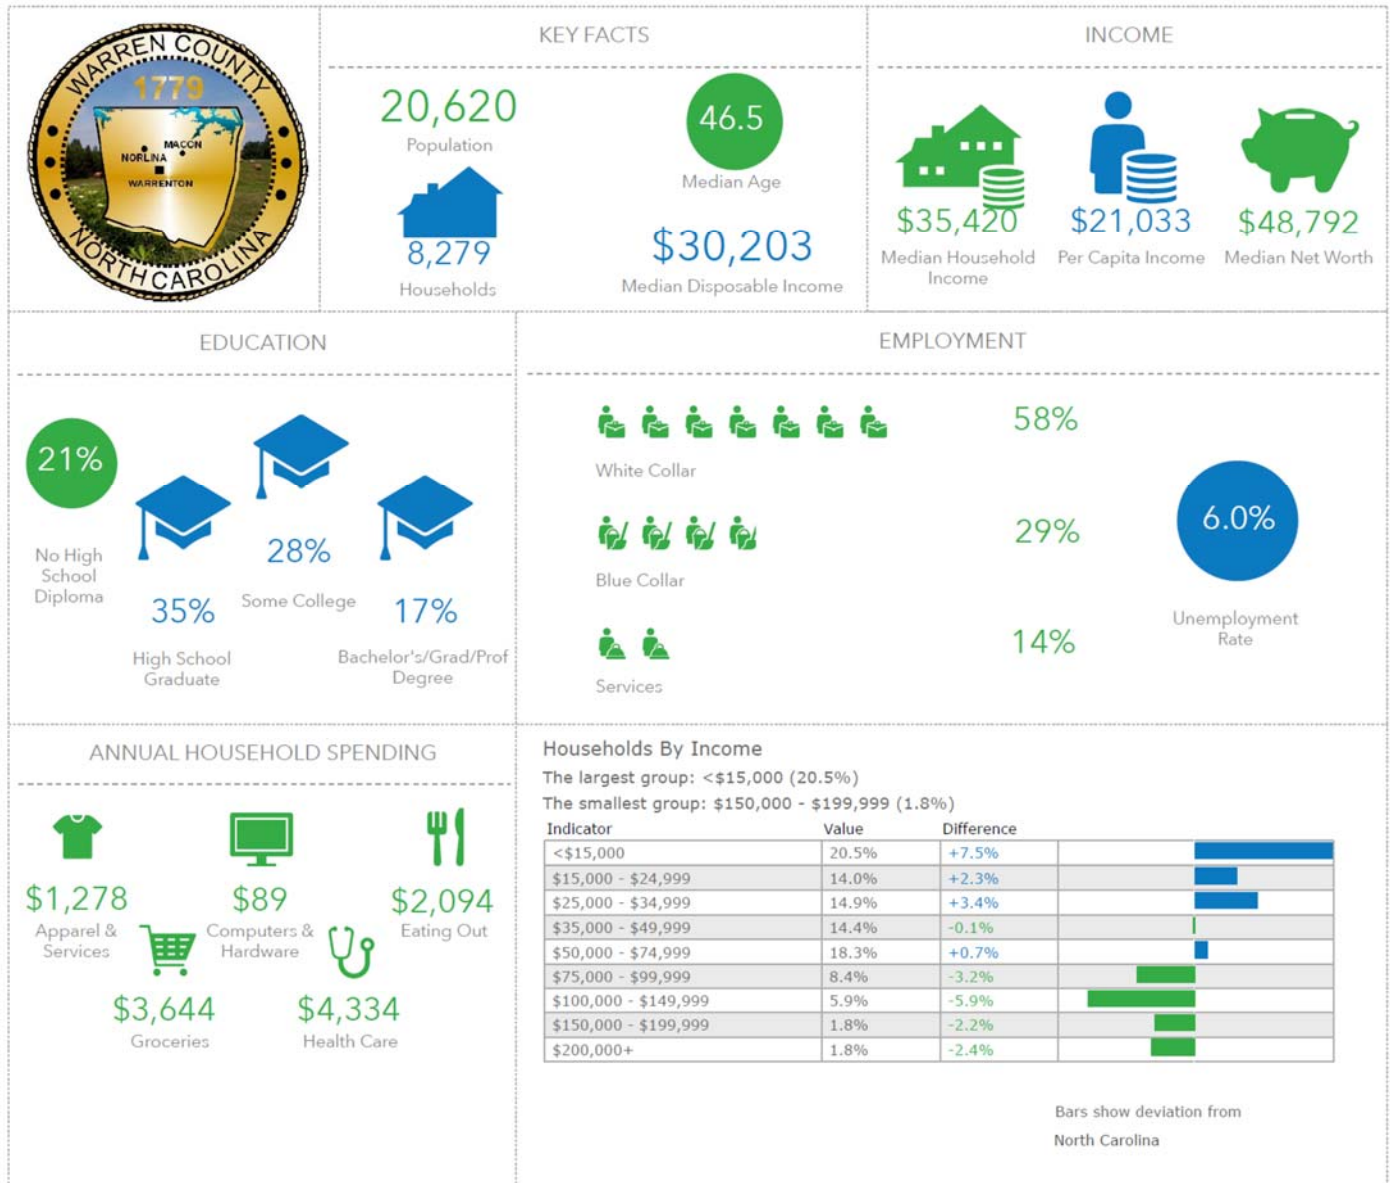 WARREN COUNTY
1779
MACON
NORLINA
WARRENTON
NORTH CAROLINA
KEY FACTS
20,620
Population
46.5
Median Age
8,279
Households
$30,203
Median Disposable Income
INCOME
$35,420
Median Household
Income
$21,033
Per Capita Income
$48,792
Median Net Worth
EDUCATION
21%
No High
School
Diploma
35%
High School
Graduate
28%
Some College
17%
Bachelor's/Grad/Prof
Degree
EMPLOYMENT
58%
White Collar
29%
Blue Collar
14%
Services
6.0%
Unemployment
Rate
ANNUAL HOUSEHOLD SPENDING
$1,278
Apparel &
Services
$89
Computers &
Hardware
$2,094
Eating Out
$3,644
Groceries
$4,334
Health Care
Households By Income
The largest group: <$15,000 (20.5%)
The smallest group: $150,000 - $199,999 (1.8%)
Indicator Value Difference
<$15,000 20.5% +7.5%
$15,000 - $24,999 14.0% +2.3%
$25,000 - $34,999 14.9% +3.4%
$35,000 - $49,999 14.4% -0.1%
$50,000 - $74,999 18.3% +0.7%
$75,000 - $99,999 8.4% -3.2%
$100,000 - $149,999 5.9% -5.9%
$150,000 - $199,999 1.8% -2.2%
$200,000+ 1.8% -2.4%
Bars show deviation from
North Carolina